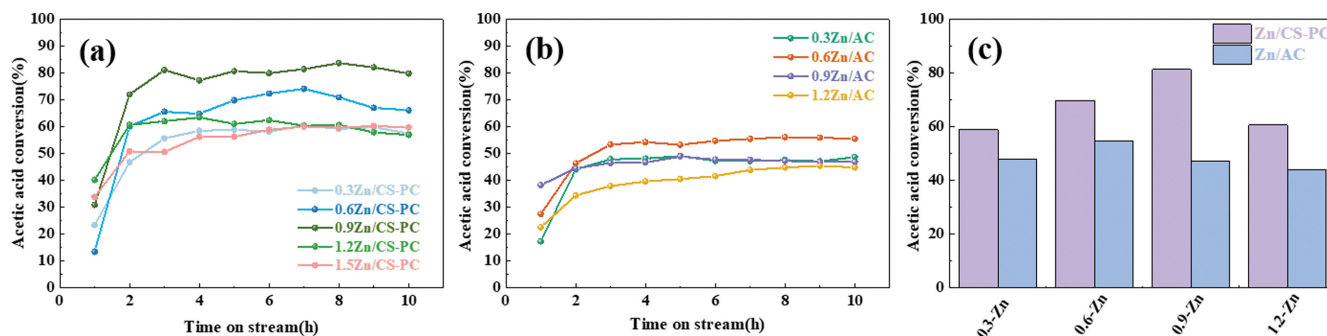 (a)
Acetic acid conversion(%)
100
90
80
70
60
50
40
30
20
10
0
0 2 4 6 8 10
Time on stream(h)
0.3Zn/CS-PC
0.6Zn/CS-PC
0.9Zn/CS-PC
1.2Zn/CS-PC
1.5Zn/CS-PC
(b)
Acetic acid conversion(%)
100
90
80
70
60
50
40
30
20
10
0
0 2 4 6 8 10
Time on stream(h)
0.3Zn/AC
0.6Zn/AC
0.9Zn/AC
1.2Zn/AC
(c)
Acetic acid conversion(%)
100
80
60
40
20
0
0.3-Zn 0.6-Zn 0.9-Zn 1.2-Zn
Zn/CS-PC
Zn/AC